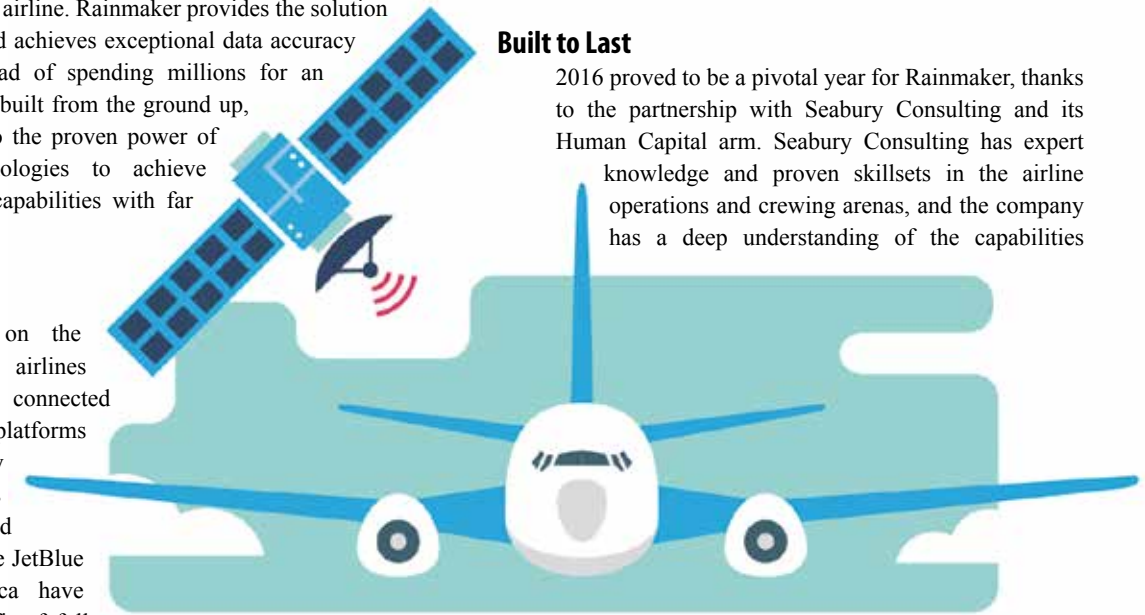 airline. Rainmaker provides the solution
achieves exceptional data accuracy
of spending millions for an
built from the ground up,
the proven power of
to achieve
capabilities with far
on the
airlines
connected
platforms
JetBlue
have
Built to Last
2016 proved to be a pivotal year for Rainmaker, thanks
to the partnership with Seabury Consulting and its
Human Capital arm. Seabury Consulting has expert
knowledge and proven skillsets in the airline
operations and crewing arenas, and the company
has a deep understanding of the capabilities